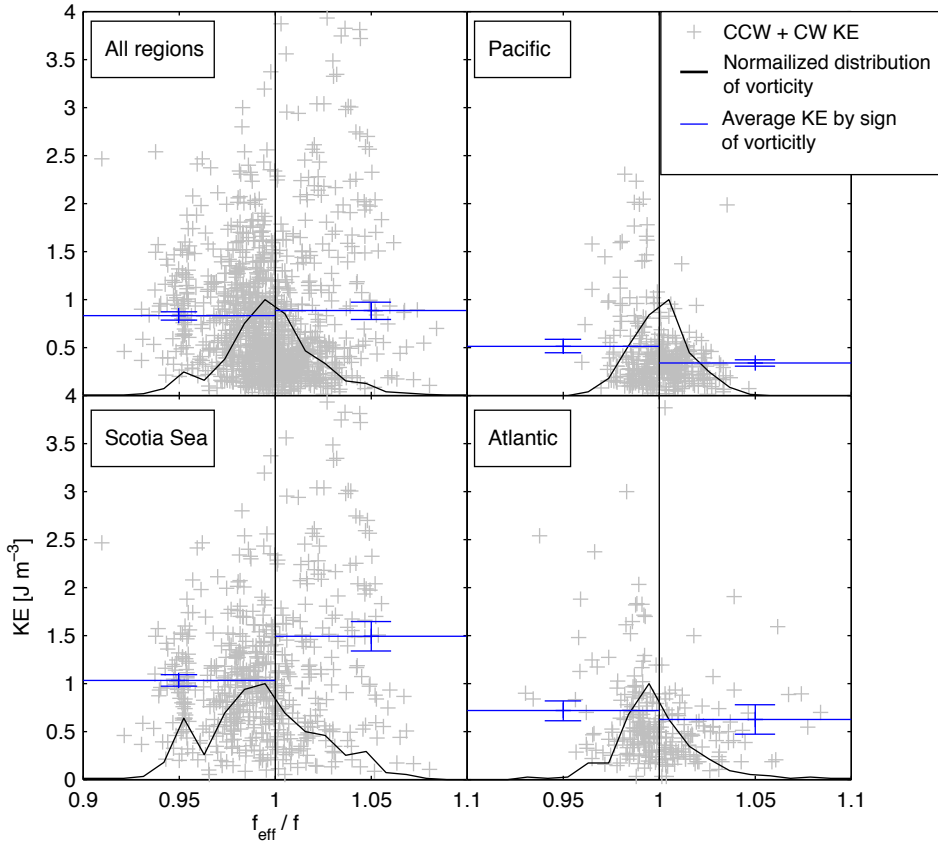 4
3.5
3
2.5
2
1.5
1
0.5
4
All regions
Pacific
CCW + CW KE
Normailized distribution
of vorticity
Average KE by sign
of vorticitly
3.5
3
2.5
2
1.5
1
0.5
0
KE [J m⁻³]
Scotia Sea
Atlantic
0.9
0.95
1
1.05
1.1
0.95
1
1.05
1.1
f_eff / f